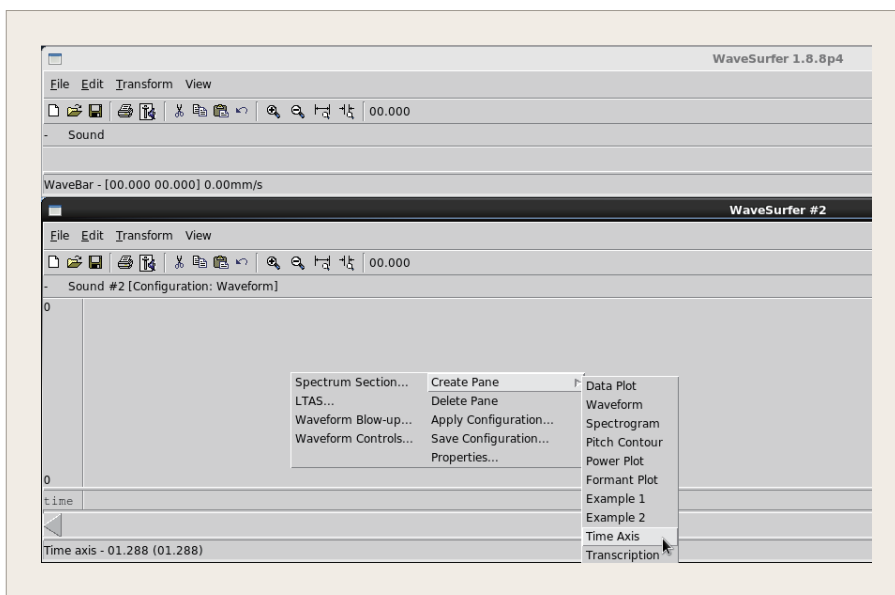 WaveSurfer 1.8.8p4
File Edit Transform View
00.000
- Sound
WaveBar - [00.000 00.000] 0.00mm/s
WaveSurfer #2
File Edit Transform View
00.000
- Sound #2 [Configuration: Waveform]
0
Spectrum Section...
LTAS...
Waveform Blow-up...
Waveform Controls...
Create Pane
Delete Pane
Apply Configuration...
Save Configuration...
Properties...
Data Plot
Waveform
Spectrogram
Pitch Contour
Power Plot
Formant Plot
Example 1
Example 2
Time Axis
Transcription
0
time
Time axis - 01.288 (01.288)